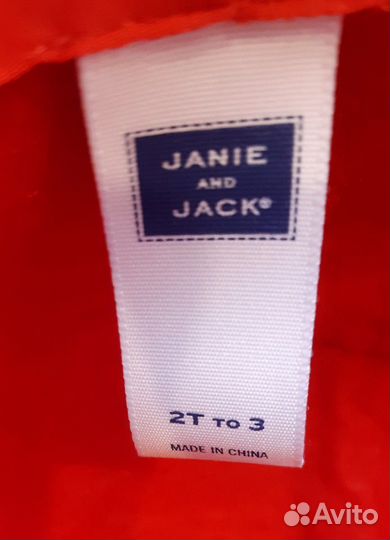 JANIE
AND
JACK®
2T TO 3
MADE IN CHINA
Avito